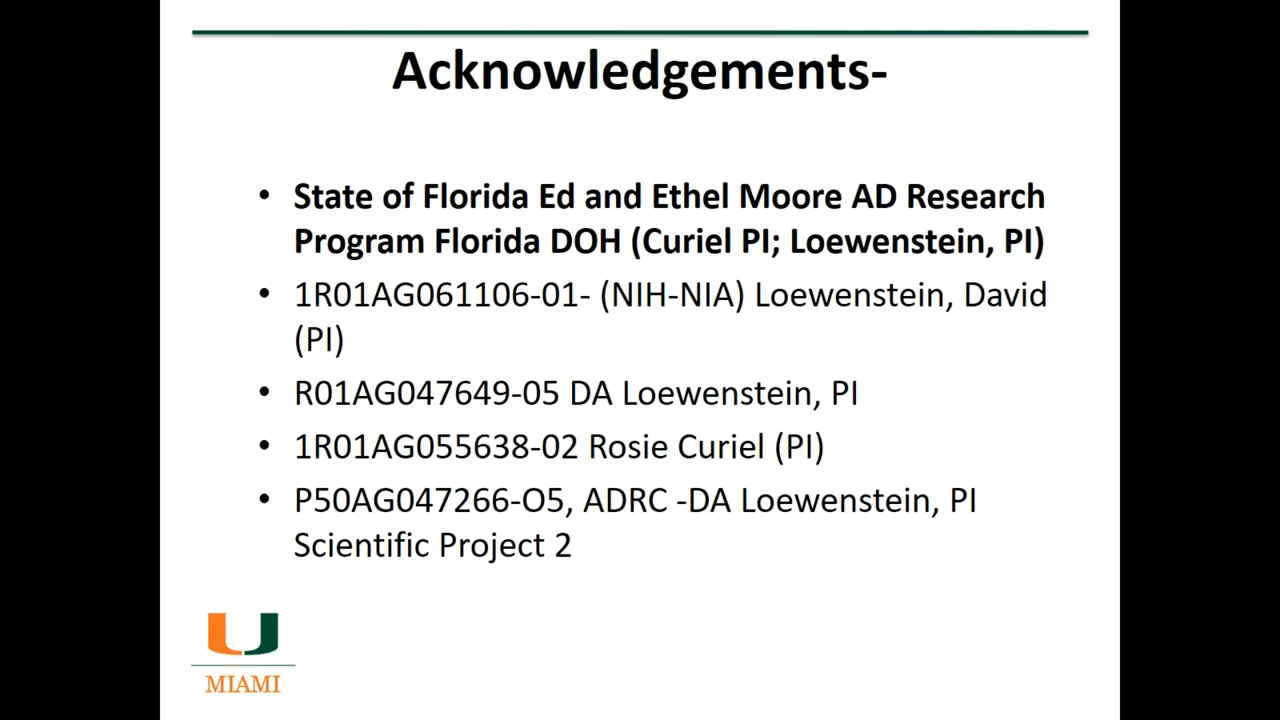 Acknowledgements-
• State of Florida Ed and Ethel Moore AD Research
Program Florida DOH (Curiel PI; Loewenstein, PI)
• 1R01AG061106-01- (NIH-NIA) Loewenstein, David
(PI)
• R01AG047649-05 DA Loewenstein, PI
• 1R01AG055638-02 Rosie Curiel (PI)
• P50AG047266-O5, ADRC -DA Loewenstein, PI
Scientific Project 2
U
MIAMI